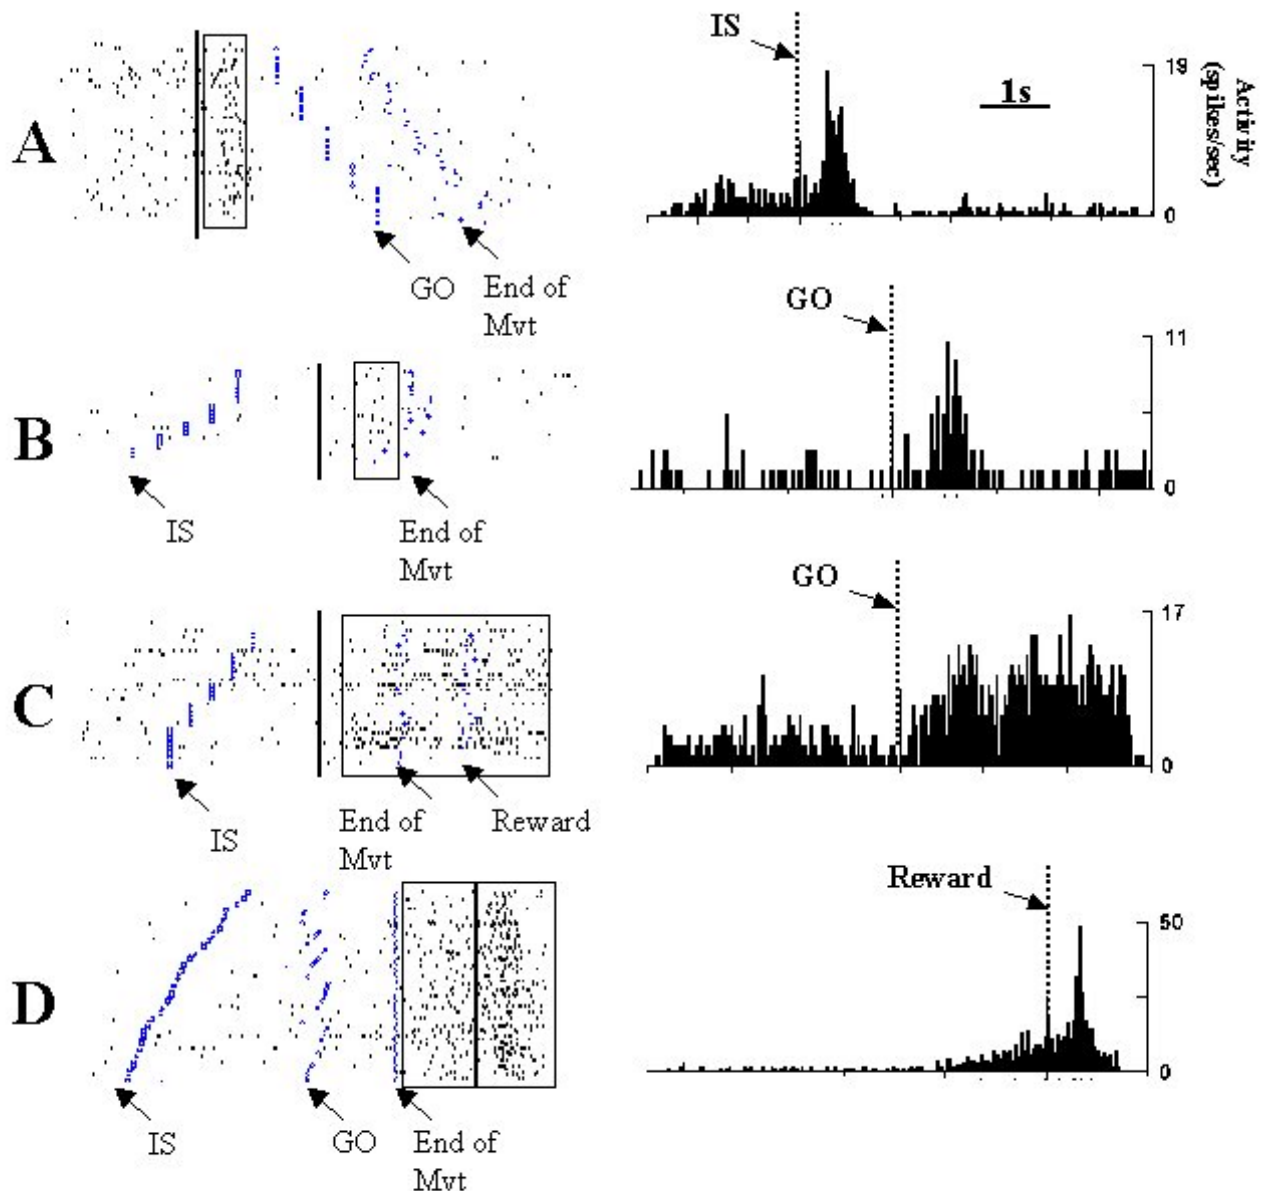 A
IS
1s
19
0
Activity
(spikes/sec)
GO
End of
Mvt
B
GO
11
0
IS
End of
Mvt
C
GO
17
0
IS
End of
Mvt
Reward
D
Reward
50
0
IS
GO
End of
Mvt